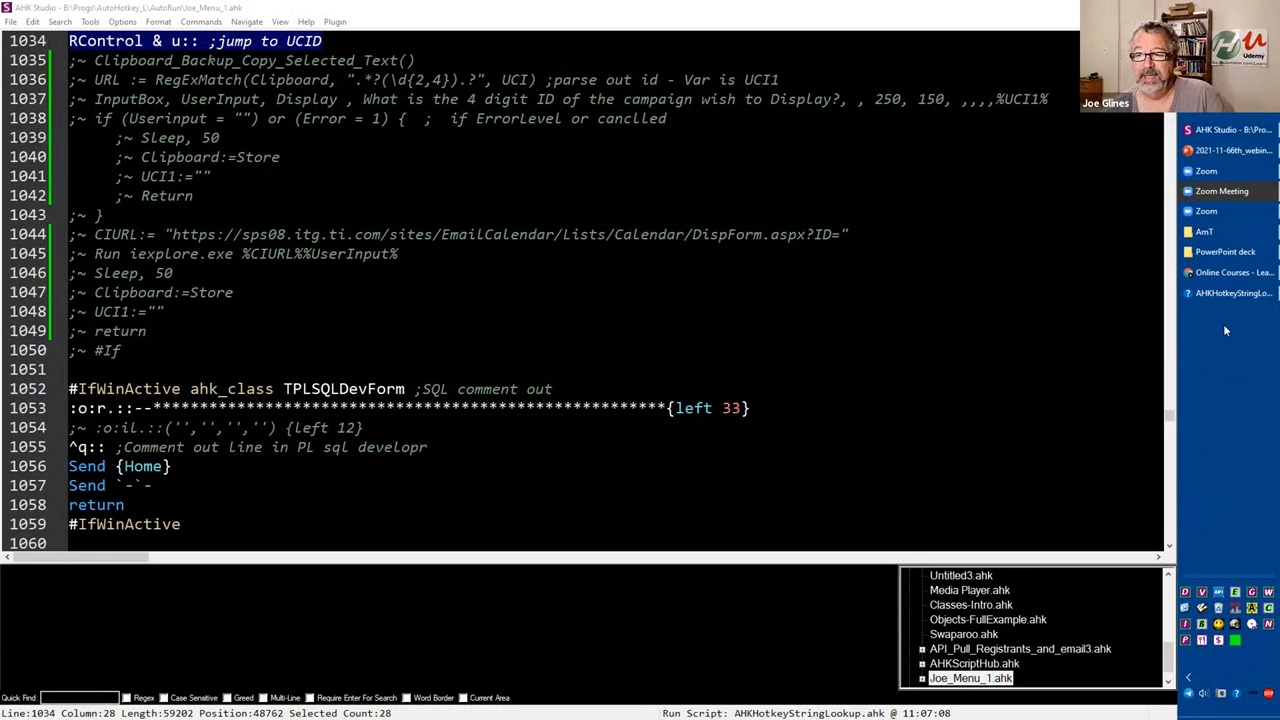 AHK Studio - B:\Progs\AutoHotkey_L\AutoRun\Joe_Menu_1.ahk
File Edit Search Tools Options Format Commands Navigate View Help Plugin
1034 RControl & u:: ;jump to UCID
1035 ;~ Clipboard_Backup_Copy_Selected_Text()
1036 ;~ URL := RegExMatch(Clipboard, ".*?(\d{2,4}).?", UCI) ;parse out id - Var is UCI1
1037 ;~ InputBox, UserInput, Display , What is the 4 digit ID of the campaign wish to Display?, , 250, 150, ,,,,%UCI1%
1038 ;~ if (Userinput = "") or (Error = 1) { ; if ErrorLevel or canclled
1039 ;~ Sleep, 50
1040 ;~ Clipboard:=Store
1041 ;~ UCI1:=""
1042 ;~ Return
1043 ;~ }
1044 ;~ CIURL:= "https://sps08.itg.ti.com/sites/EmailCalendar/Lists/Calendar/DispForm.aspx?ID="
1045 ;~ Run iexplore.exe %CIURL%%UserInput%
1046 ;~ Sleep, 50
1047 ;~ Clipboard:=Store
1048 ;~ UCI1:=""
1049 ;~ return
1050 ;~ #If
1051
1052 #IfWinActive ahk_class TPLSQLDevForm ;SQL comment out
1053 :o:r.::--*******************************************************{left 33}
1054 ;~ :o:il.::('','','','') {left 12}
1055 ^q:: ;Comment out line in PL sql developr
1056 Send {Home}
1057 Send `-`-
1058 return
1059 #IfWinActive
1060
Joe Glines
Udemy
AHK Studio - B:\Pro...
2021-11-66th_webin...
Zoom
Zoom Meeting
Zoom
AmT
PowerPoint deck
Online Courses - Lea...
AHKHotkeyStringLo...
Untitled3.ahk
Media Player.ahk
Classes-Intro.ahk
Objects-FullExample.ahk
Swaparoo.ahk
API_Pull_Registrants_and_email3.ahk
AHKScriptHub.ahk
Joe_Menu_1.ahk
Quick Find: Regex Case Sensitive Greed Multi-Line Require Enter For Search Word Border Current Area
Line:1034 Column:28 Length:59202 Position:48762 Selected Count:28 Run Script: AHKHotkeyStringLookup.ahk @ 11:07:08